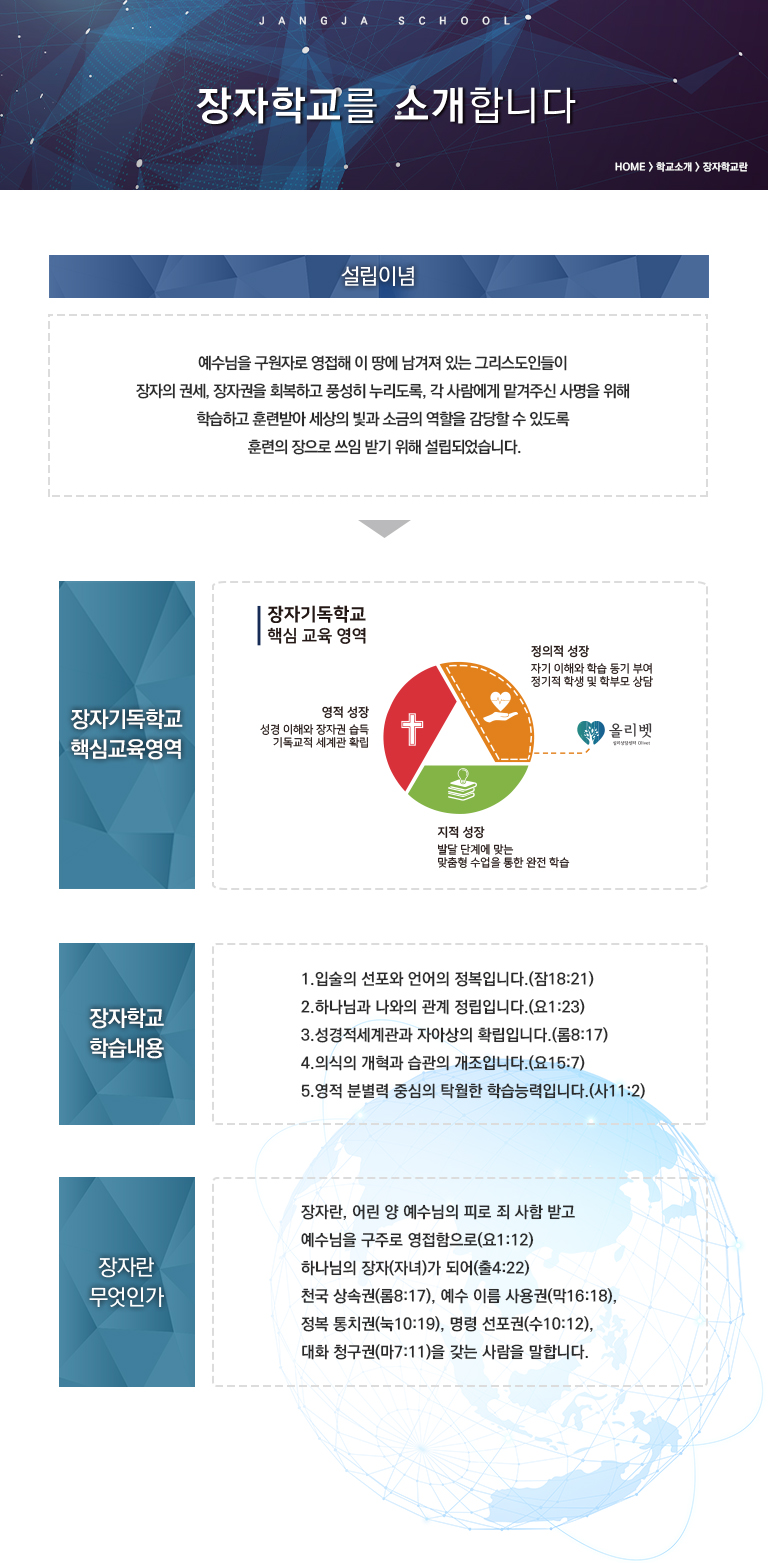 JANGJA SCHOOL
장자학교를 소개합니다
HOME > 학교소개 > 장자학교란
설립이념
예수님을 구원자로 영접해 이 땅에 남겨져 있는 그리스도인들이
장자의 권세, 장자권을 회복하고 풍성히 누리도록, 각 사람에게 맡겨주신 사명을 위해
학습하고 훈련받아 세상의 빛과 소금의 역할을 감당할 수 있도록
훈련의 장으로 쓰임 받기 위해 설립되었습니다.
장자기독학교
핵심교육영역
장자기독학교
핵심 교육 영역
정의적 성장
자기 이해와 학습 동기 부여
정기적 학생 및 학부모 상담
영적 성장
성경 이해와 장자권 습득
기독교적 세계관 확립
올리벳
심리상담센터 Olivet
지적 성장
발달 단계에 맞는
맞춤형 수업을 통한 완전 학습
장자학교
학습내용
1.입술의 선포와 언어의 정복입니다.(잠18:21)
2.하나님과 나와의 관계 정립입니다.(요1:23)
3.성경적세계관과 자아상의 확립입니다.(롬8:17)
4.의식의 개혁과 습관의 개조입니다.(요15:7)
5.영적 분별력 중심의 탁월한 학습능력입니다.(사11:2)
장자란
무엇인가
장자란, 어린 양 예수님의 피로 죄 사함 받고
예수님을 구주로 영접함으로(요1:12)
하나님의 장자(자녀)가 되어(출4:22)
천국 상속권(롬8:17), 예수 이름 사용권(막16:18),
정복 통치권(눅10:19), 명령 선포권(수10:12),
대화 청구권(마7:11)을 갖는 사람을 말합니다.